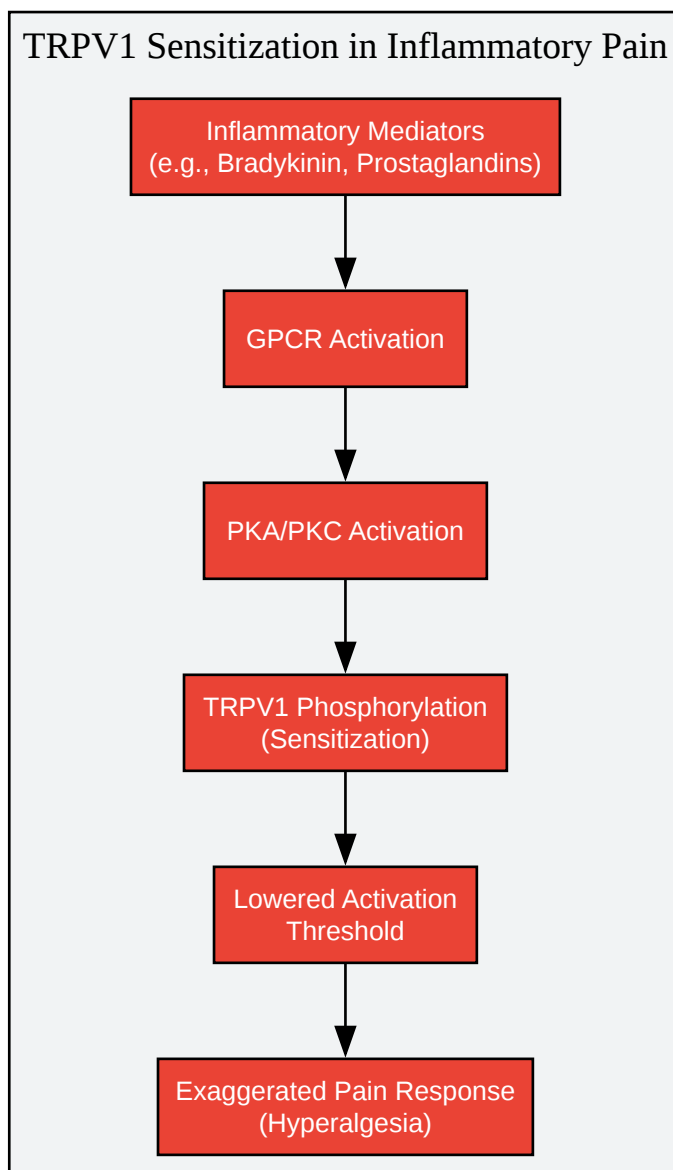 TRPV1 Sensitization in Inflammatory Pain
Inflammatory Mediators
(e.g., Bradykinin, Prostaglandins)
GPCR Activation
PKA/PKC Activation
TRPV1 Phosphorylation
(Sensitization)
Lowered Activation
Threshold
Exaggerated Pain Response
(Hyperalgesia)